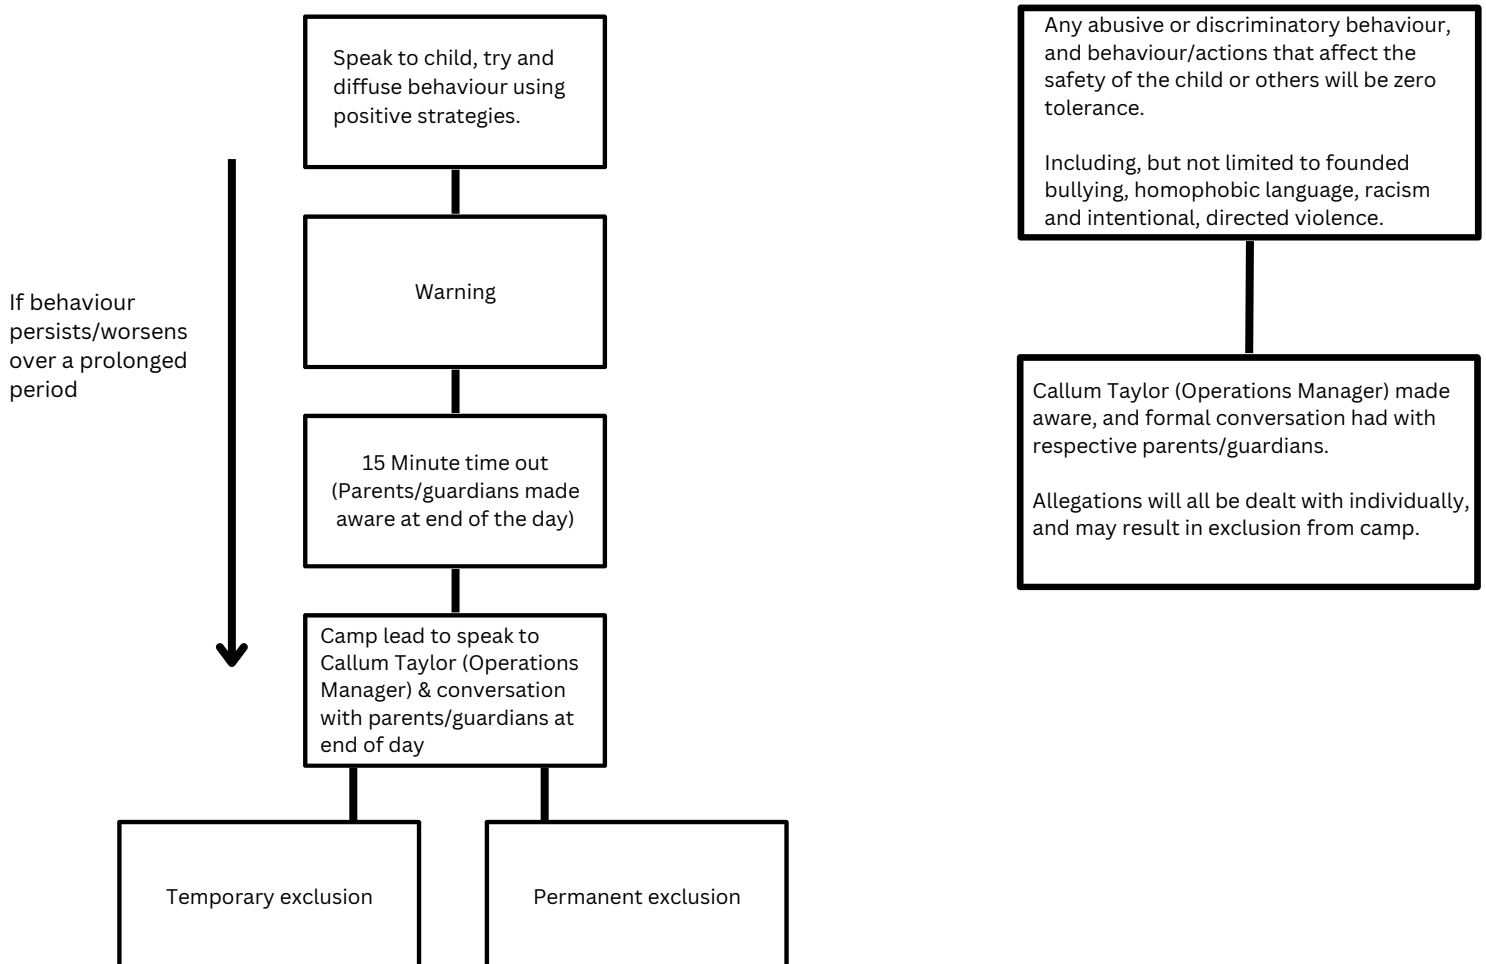 Speak to child, try and
diffuse behaviour using
positive strategies.
Warning
If behaviour
persists/worsens
over a prolonged
period
15 Minute time out
(Parents/guardians made
aware at end of the day)
Camp lead to speak to
Callum Taylor (Operations
Manager) & conversation
with parents/guardians at
end of day
Temporary exclusion
Permanent exclusion
Any abusive or discriminatory behaviour,
and behaviour/actions that affect the
safety of the child or others will be zero
tolerance.
Including, but not limited to founded
bullying, homophobic language, racism
and intentional, directed violence.
Callum Taylor (Operations Manager) made
aware, and formal conversation had with
respective parents/guardians.
Allegations will all be dealt with individually,
and may result in exclusion from camp.